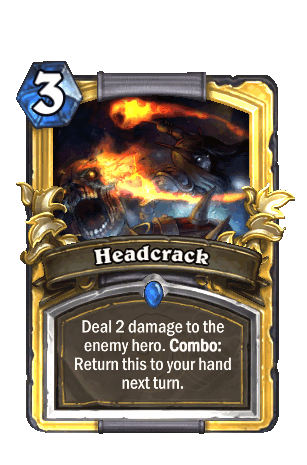 3
Headcrack
Deal 2 damage to the
enemy hero. Combo:
Return this to your hand
next turn.